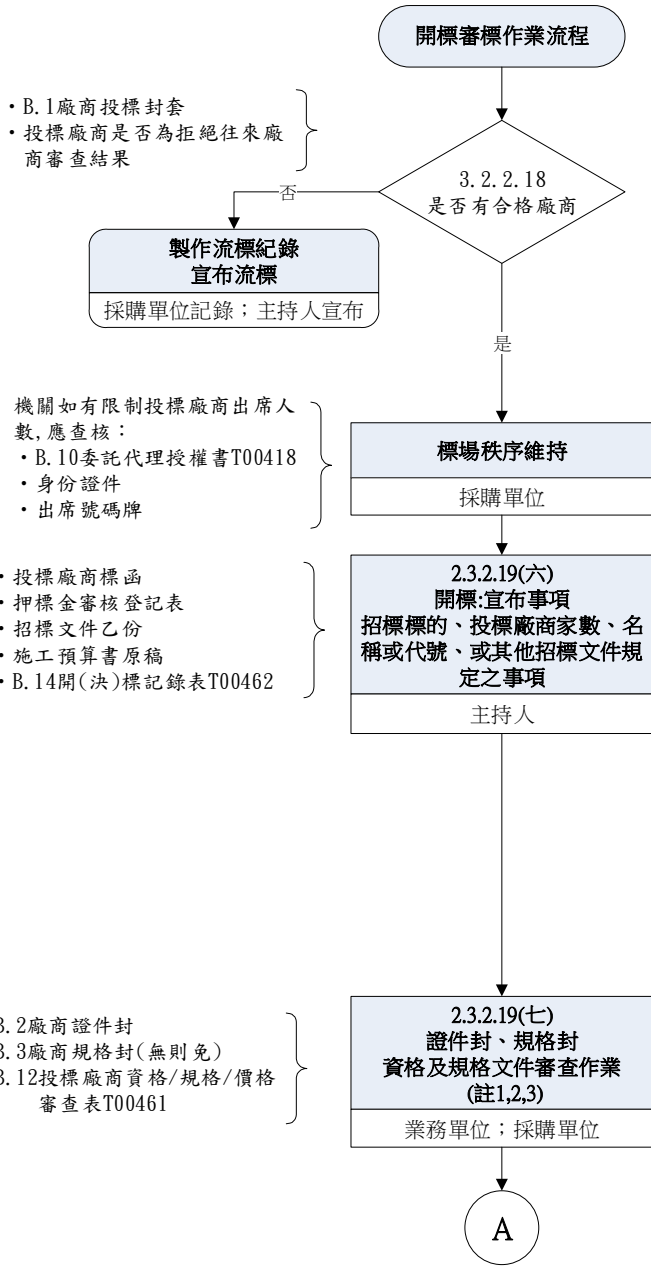 開標審標作業流程
・B.1廠商投標封套
・投標廠商是否為拒絕往來廠
商審查結果
3.2.2.18
是否有合格廠商
否
製作流標紀錄
宣布流標
採購單位記錄；主持人宣布
是
機關如有限制投標廠商出席人
數,應查核：
・B.10委託代理授權書T00418
・身份證件
・出席號碼牌
標場秩序維持
採購單位
・投標廠商標函
・押標金審核登記表
・招標文件乙份
・施工預算書原稿
・B.14開(決)標記錄表T00462
2.3.2.19(六)
開標:宣布事項
招標標的、投標廠商家數、名
稱或代號、或其他招標文件規
定之事項
主持人
3.2廠商證件封
3.3廠商規格封(無則免)
3.12投標廠商資格/規格/價格
審查表T00461
2.3.2.19(七)
證件封、規格封
資格及規格文件審查作業
(註1,2,3)
業務單位；採購單位
A